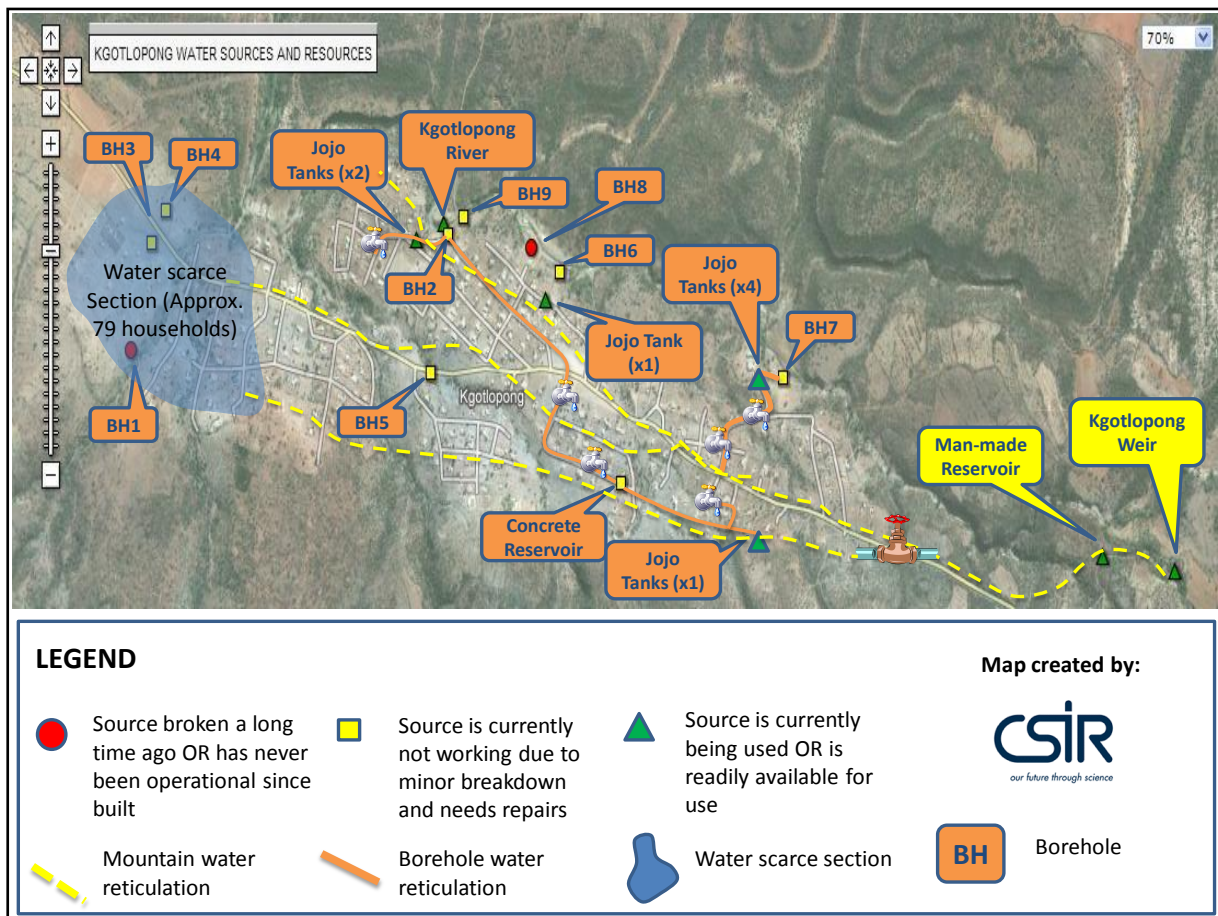 KGOTLOPONG WATER SOURCES AND RESOURCES
70%
BH3
BH4
Jojo
Tanks (x2)
Kgotlopong
River
BH9
BH8
BH6
BH2
Jojo
Tanks (x4)
BH7
Water scarce
Section (Approx.
79 households)
Jojo Tank
(x1)
BH1
BH5
Kgotlopong
Man-made
Reservoir
Kgotlopong
Weir
Concrete
Reservoir
Jojo
Tanks (x1)
LEGEND
Source broken a long
time ago OR has never
been operational since
built
Source is currently
not working due to
minor breakdown
and needs repairs
Source is currently
being used OR is
readily available for
use
Map created by:
CSIR
our future through science
Mountain water
reticulation
Borehole water
reticulation
Water scarce section
BH
Borehole